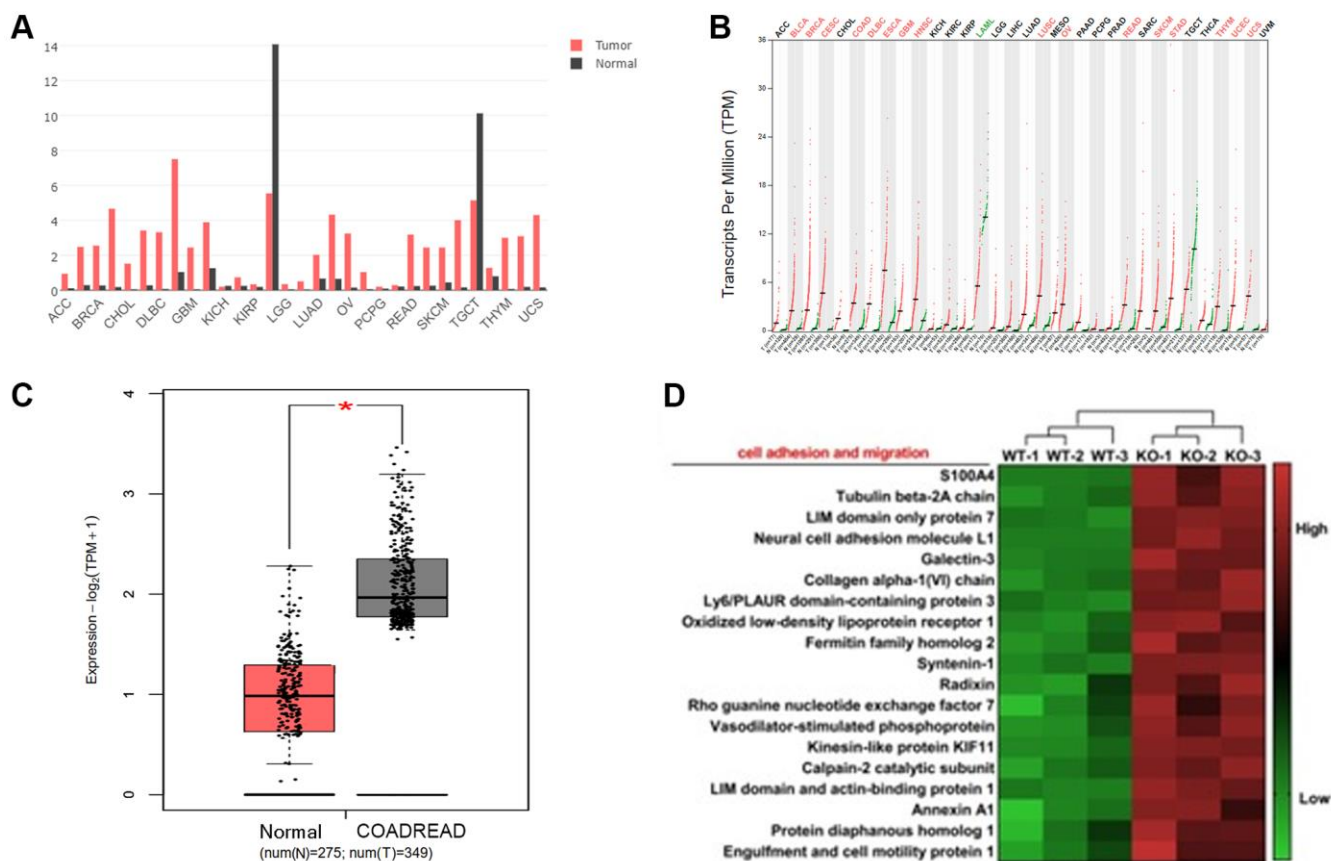 A
14
12
10
8
6
4
2
0
Tumor
Normal
ACC
BRCA
CHOL
DLBC
GBM
KICH
KIRP
LGG
LUAD
OV
PCPG
READ
SKCM
TGCT
THYM
UCS
B
ACC BLCA BRCA CESC CHOL COAD DLBC ESCA GBM HNSC KICH KIRC KIRP LAML LGG LIHC LUAD LUSC MESO OV PAAD PCPG PRAD READ SARC SKCM STAD TGCT THCA THYM UCEC UCS UVM
Transcripts Per Million (TPM)
36
30
24
18
12
6
0
C
Expression – log₂(TPM + 1)
4
3
2
1
0
*
Normal COADREAD
(num(N)=275; num(T)=349)
D
cell adhesion and migration
WT-1 WT-2 WT-3 KO-1 KO-2 KO-3
S100A4
Tubulin beta-2A chain
LIM domain only protein 7
Neural cell adhesion molecule L1
Galectin-3
Collagen alpha-1(VI) chain
Ly6/PLAUR domain-containing protein 3
Oxidized low-density lipoprotein receptor 1
Fermitin family homolog 2
Syntenin-1
Radixin
Rho guanine nucleotide exchange factor 7
Vasodilator-stimulated phosphoprotein
Kinesin-like protein KIF11
Calpain-2 catalytic subunit
LIM domain and actin-binding protein 1
Annexin A1
Protein diaphanous homolog 1
Engulfment and cell motility protein 1
High
Low